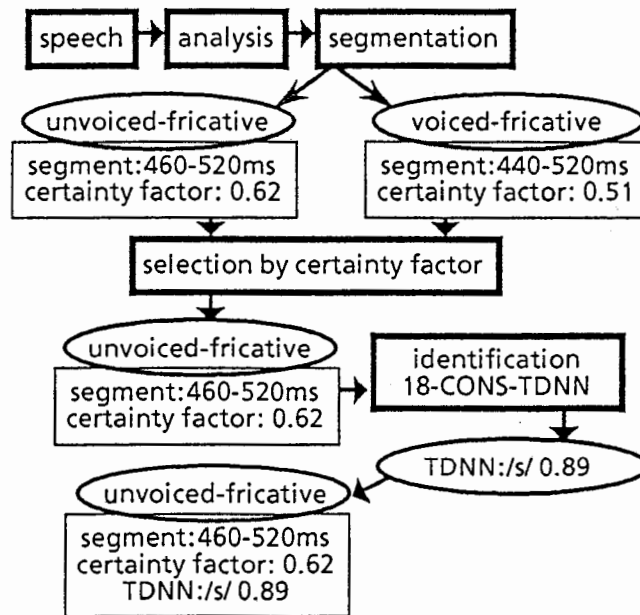 speech
analysis
segmentation
unvoiced-fricative
segment:460-520ms
certainty factor: 0.62
voiced-fricative
segment:440-520ms
certainty factor: 0.51
selection by certainty factor
unvoiced-fricative
segment:460-520ms
certainty factor: 0.62
identification
18-CONS-TDNN
TDNN:/s/ 0.89
unvoiced-fricative
segment:460-520ms
certainty factor: 0.62
TDNN:/s/ 0.89